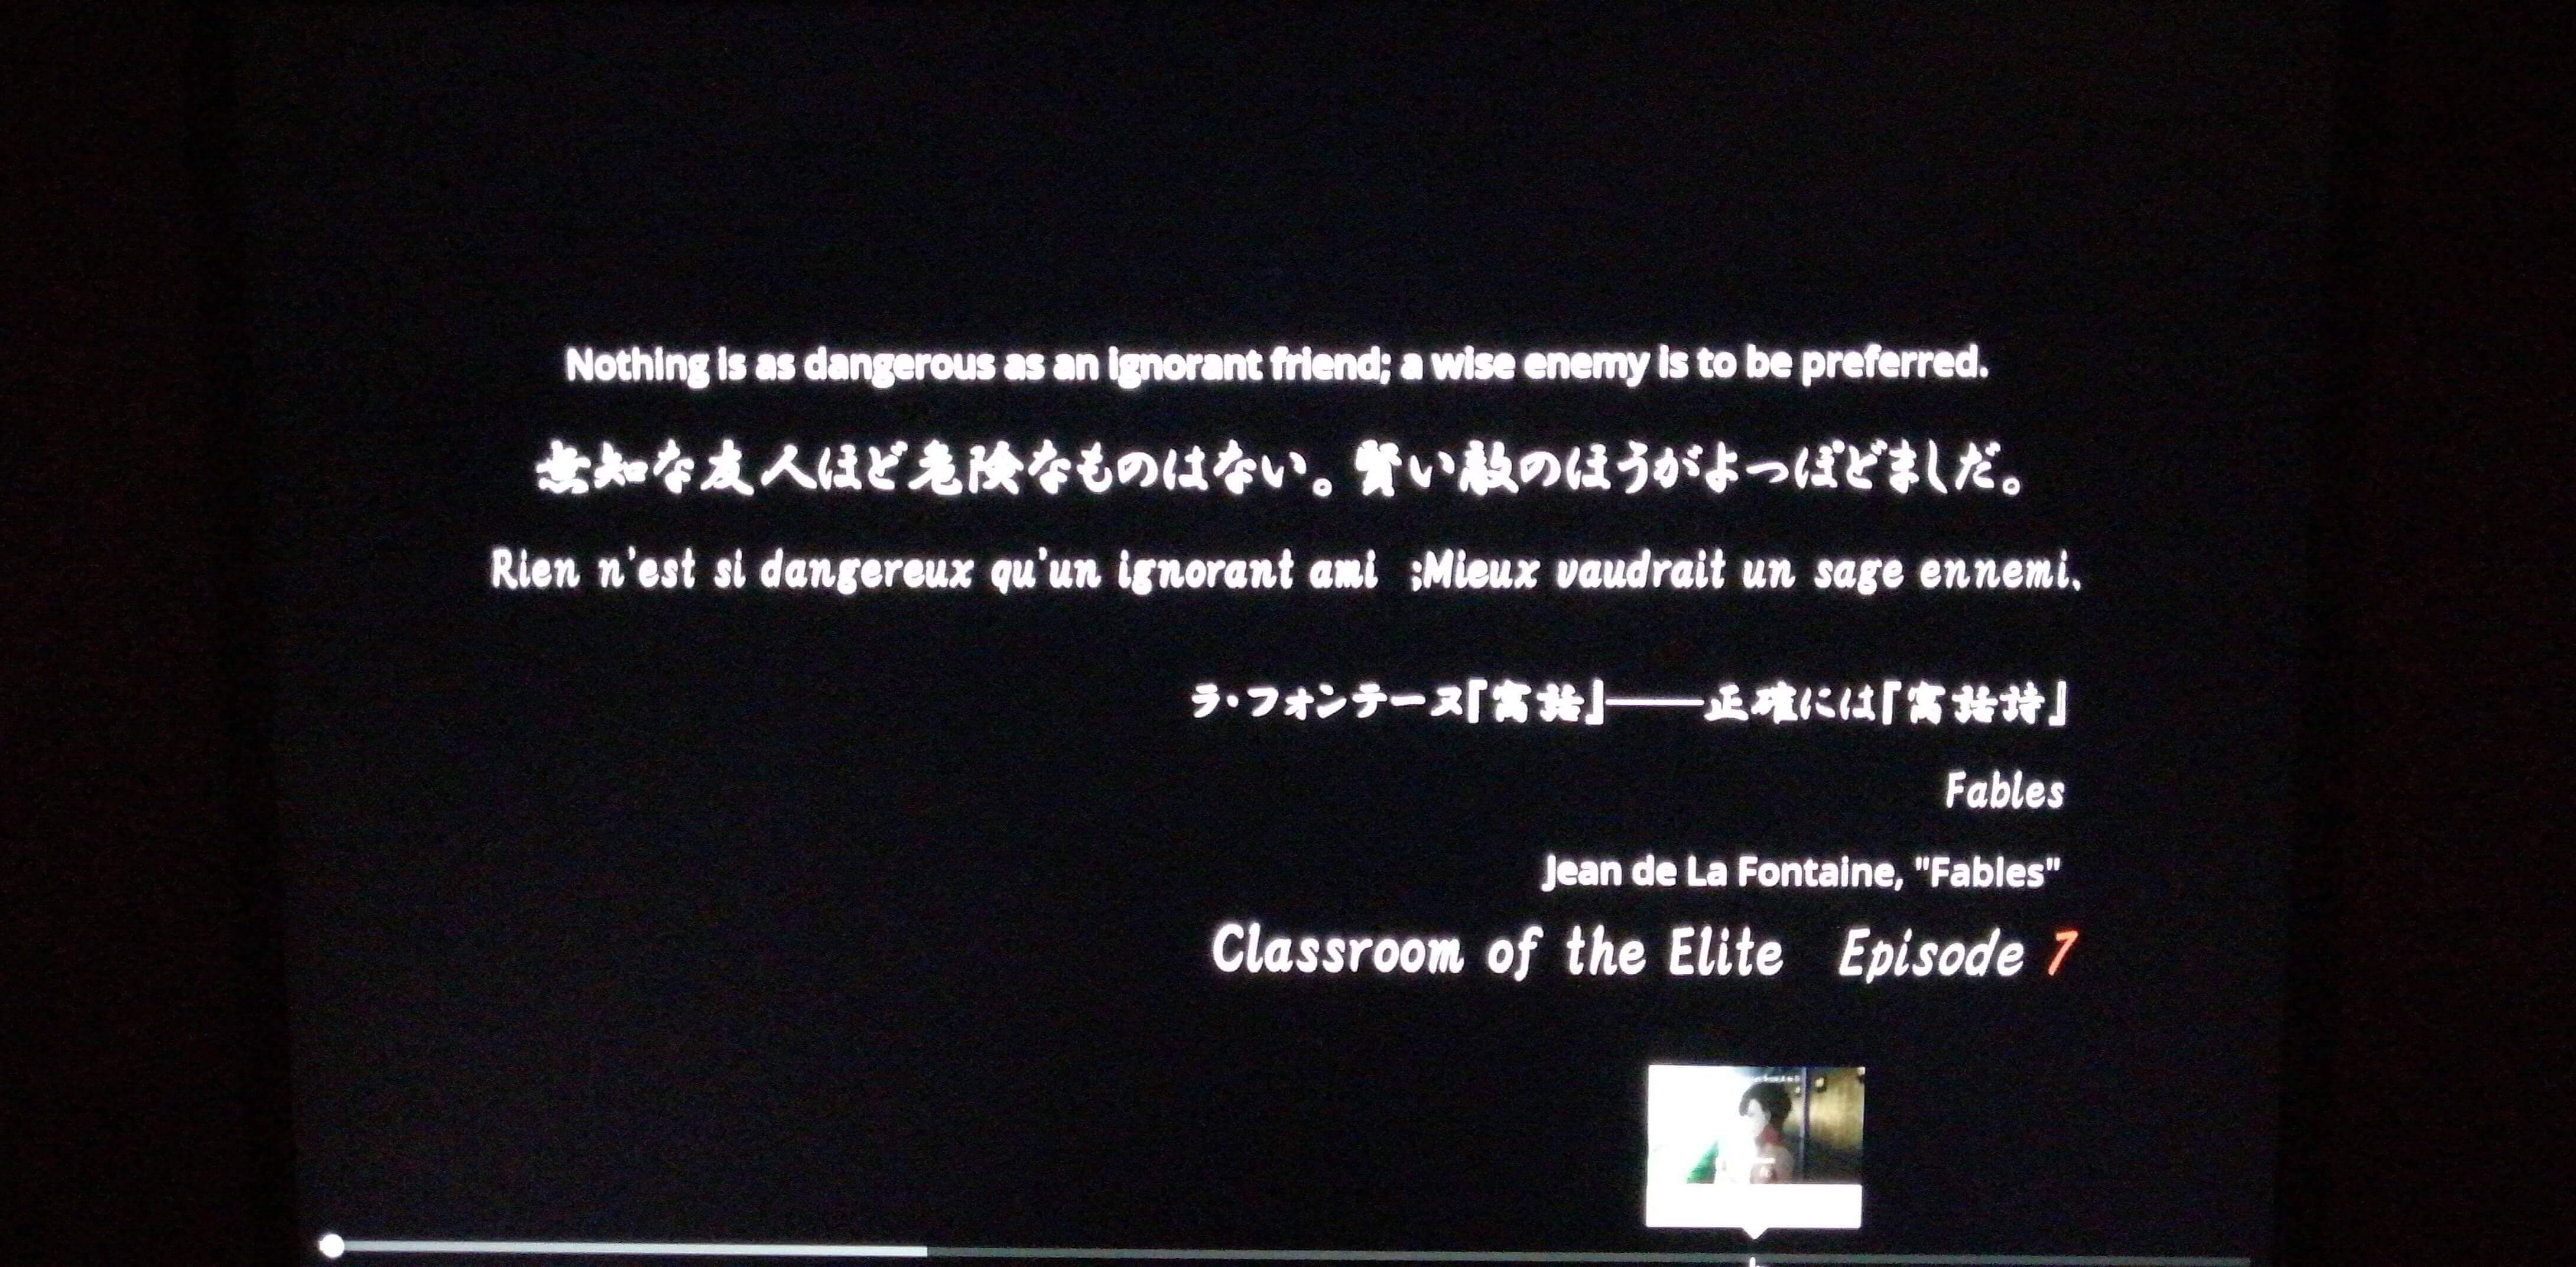 Nothing is as dangerous as an ignorant friend; a wise enemy is to be preferred.
無知な友人ほど危険なものはない。賢い敵のほうがよっぽどましだ。
Rien n'est si dangereux qu'un ignorant ami ;Mieux vaudrait un sage ennemi.
ラ・フォンテーヌ『寓話』――正確には『寓話詩』
Fables
Jean de La Fontaine, "Fables"
Classroom of the Elite Episode 7